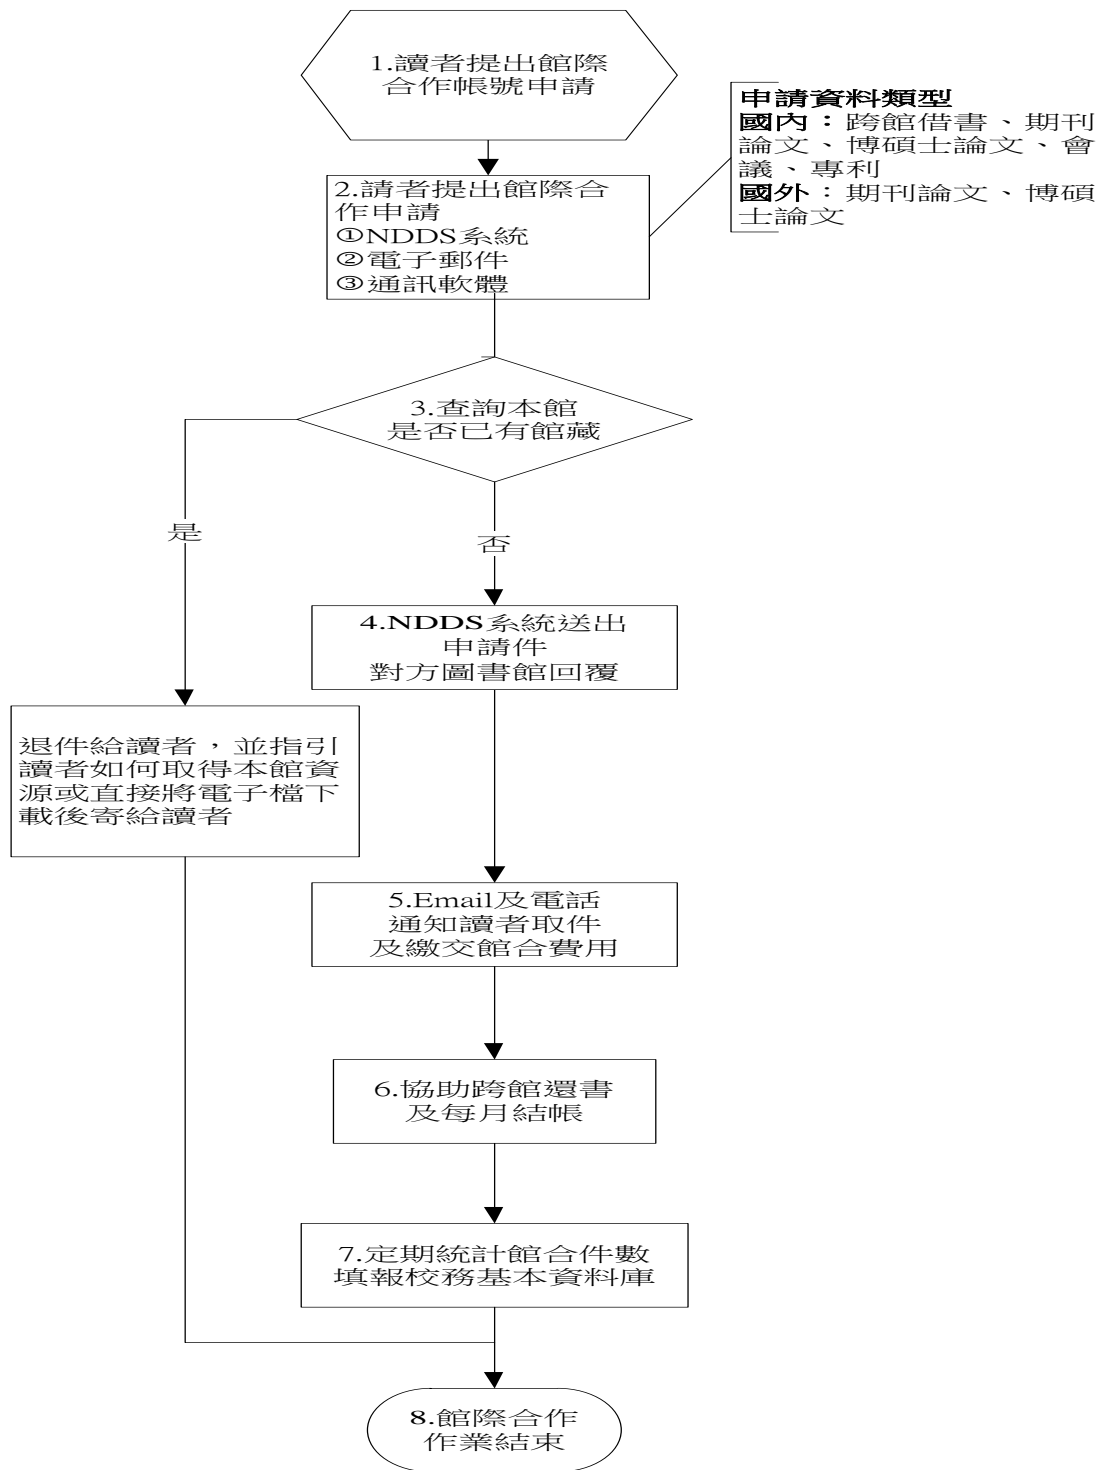 1.讀者提出館際
合作帳號申請
申請資料類型
國內：跨館借書、期刊
論文、博碩士論文、會
議、專利
國外：期刊論文、博碩
士論文
2.請者提出館際合
作申請
①NDDS系統
②電子郵件
③通訊軟體
3.查詢本館
是否已有館藏
是
否
4.NDDS系統送出
申請件
對方圖書館回覆
退件給讀者，並指引
讀者如何取得本館資
源或直接將電子檔下
載後寄給讀者
5.Email及電話
通知讀者取件
及繳交館合費用
6.協助跨館還書
及每月結帳
7.定期統計館合件數
填報校務基本資料庫
8.館際合作
作業結束